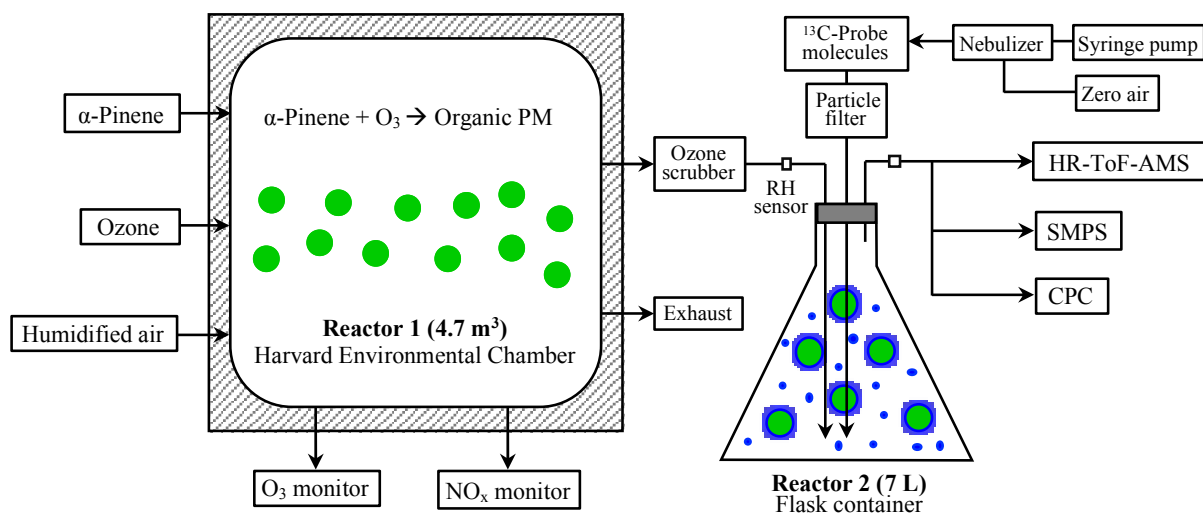 α-Pinene
Ozone
Humidified air
α-Pinene + O₃ → Organic PM
Reactor 1 (4.7 m³)
Harvard Environmental Chamber
O₃ monitor
NOₓ monitor
Ozone
scrubber
Exhaust
RH
sensor
¹³C-Probe
molecules
Particle
filter
Nebulizer
Syringe pump
Zero air
HR-ToF-AMS
SMPS
CPC
Reactor 2 (7 L)
Flask container